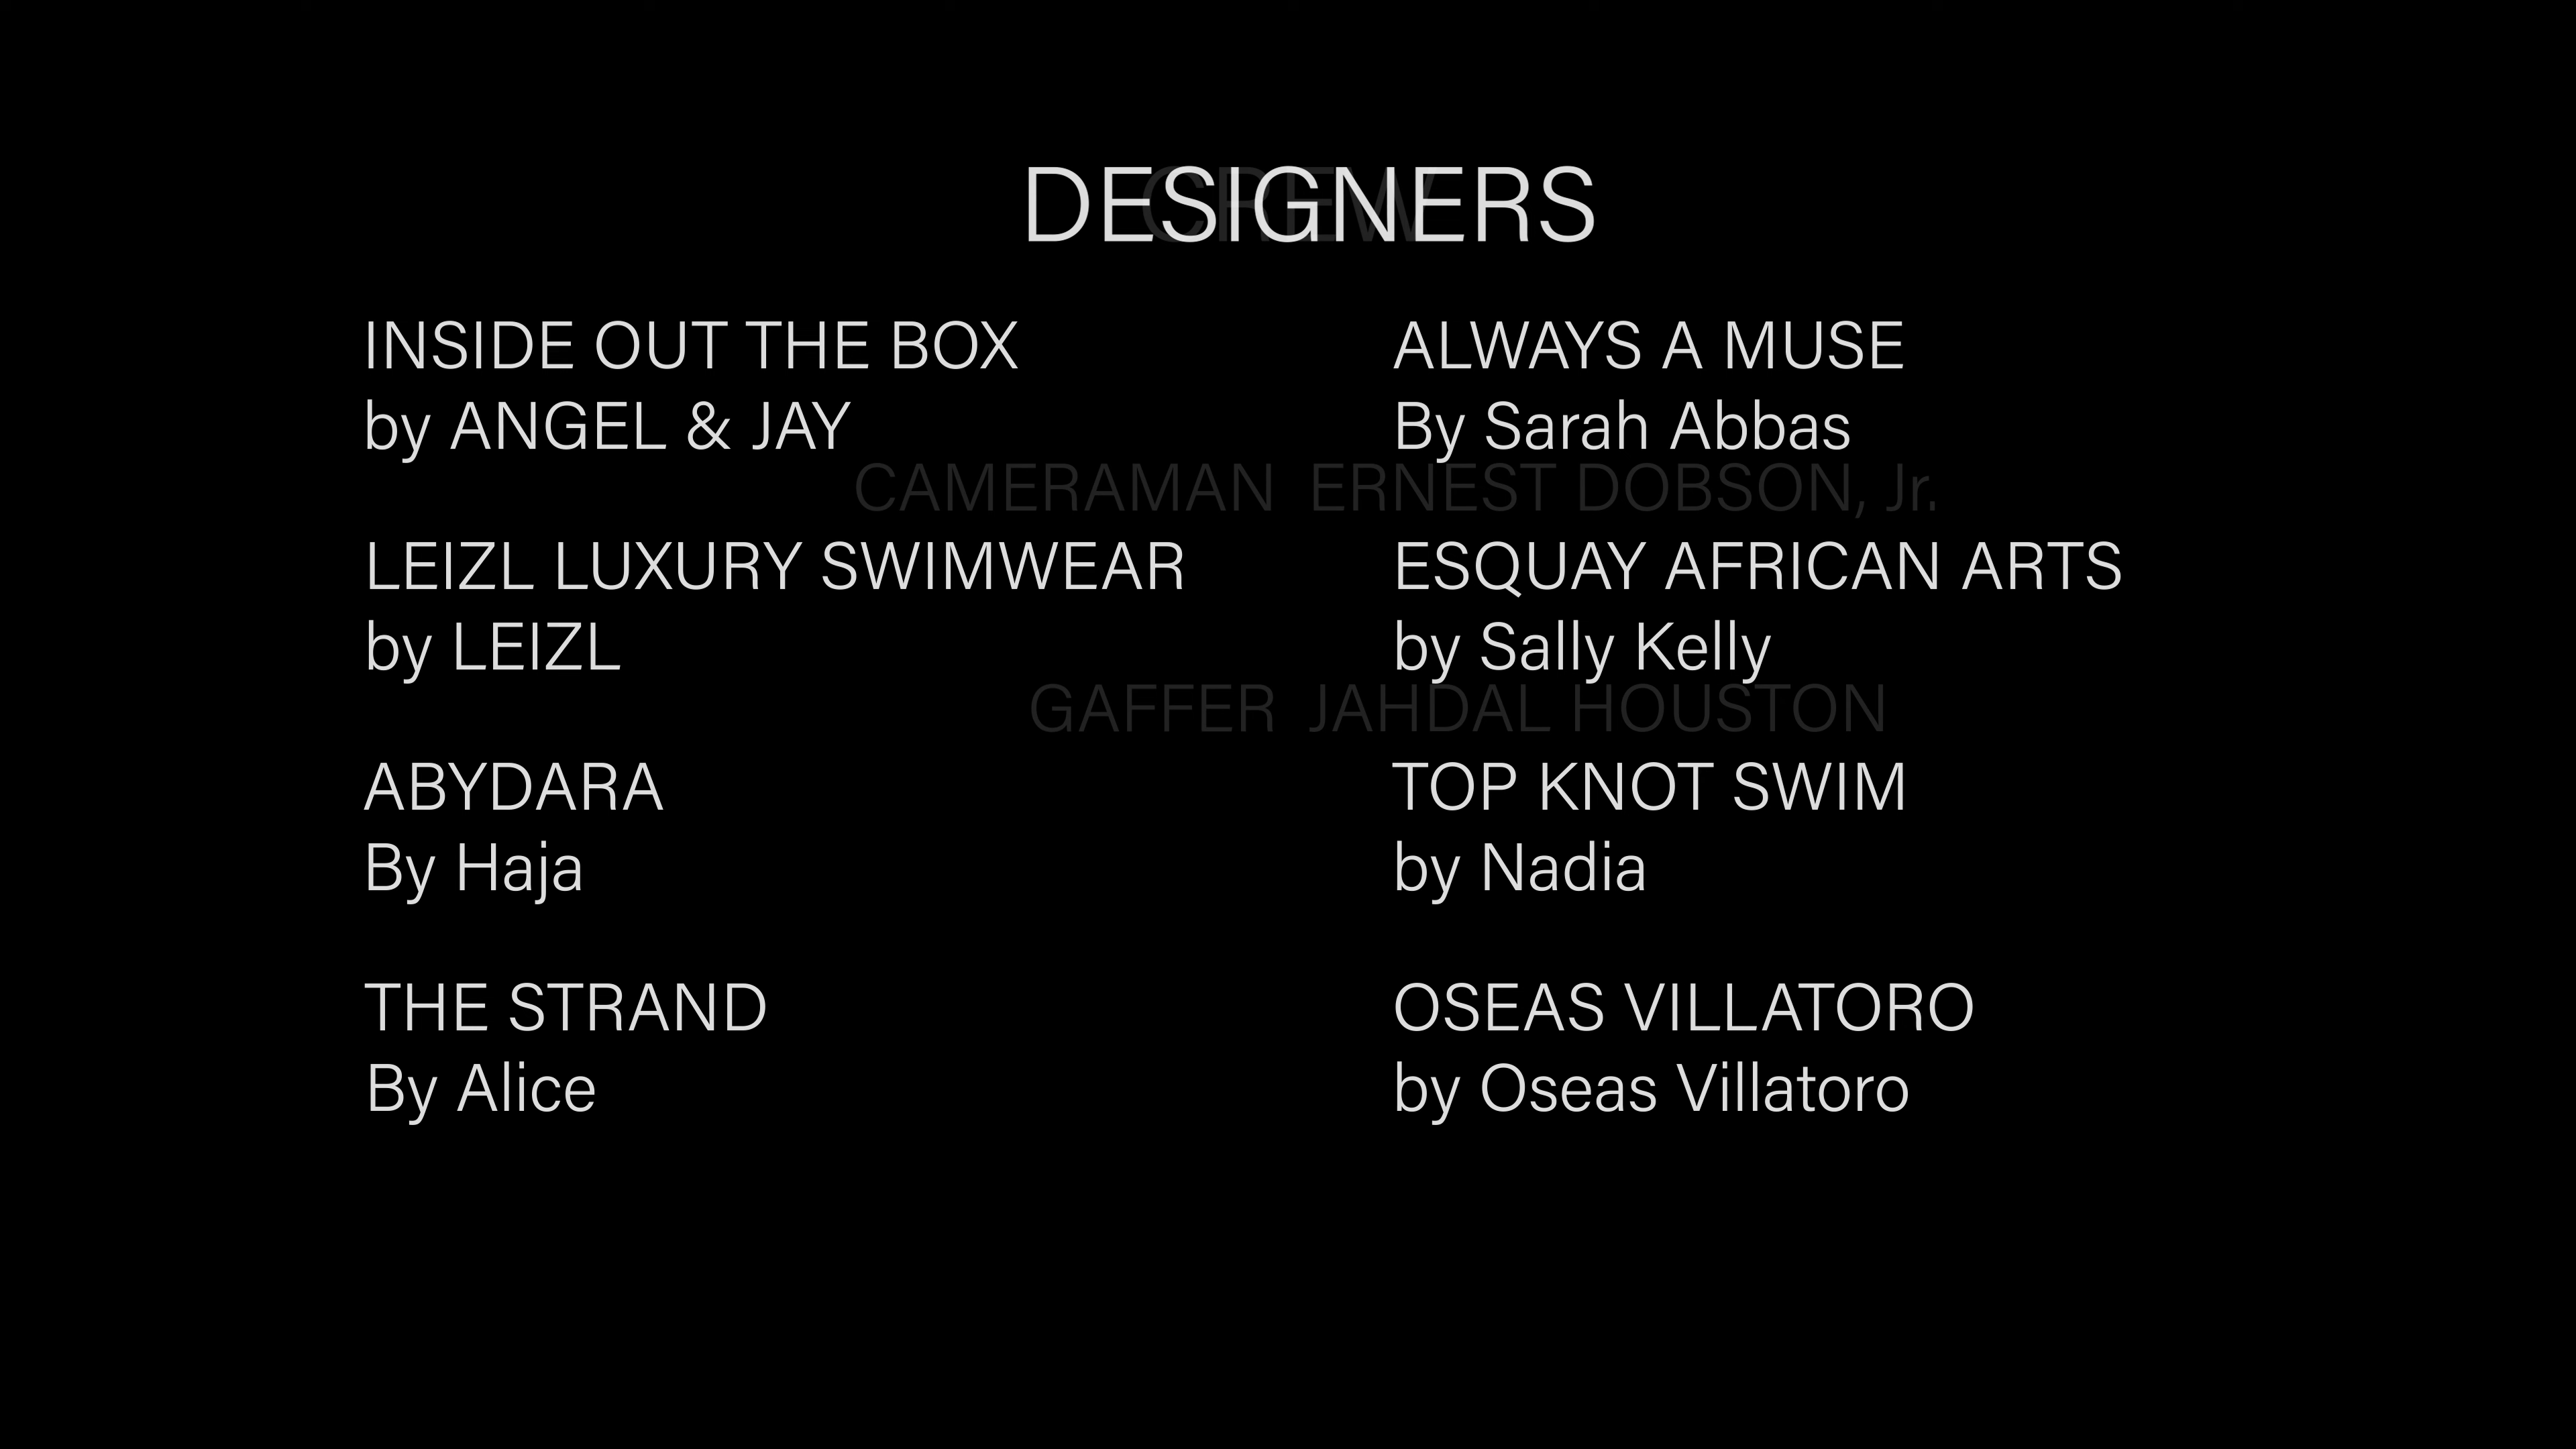 DESIGNERS
CREW
INSIDE OUT THE BOX
by ANGEL & JAY
LEIZL LUXURY SWIMWEAR
by LEIZL
ABYDARA
By Haja
THE STRAND
By Alice
ALWAYS A MUSE
By Sarah Abbas
ESQUAY AFRICAN ARTS
by Sally Kelly
TOP KNOT SWIM
by Nadia
OSEAS VILLATORO
by Oseas Villatoro
CAMERAMAN ERNEST DOBSON, Jr.
GAFFER JAHDAL HOUSTON